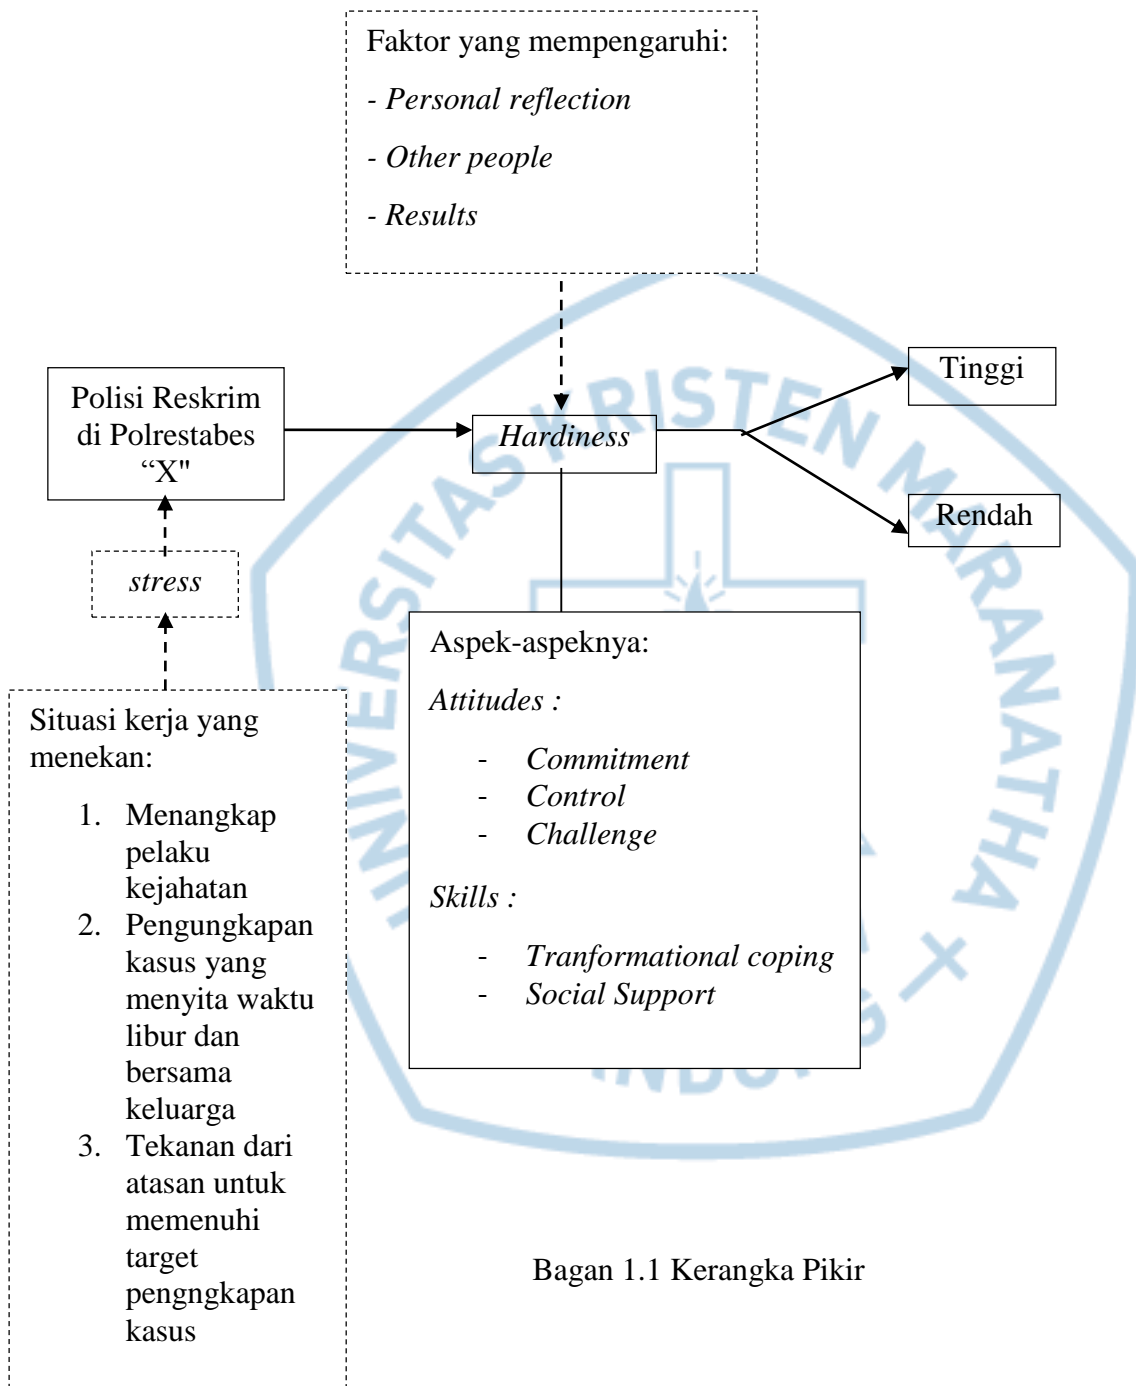 Faktor yang mempengaruhi:
- Personal reflection
- Other people
- Results
Polisi Reskrim
di Polrestabes
“X"
Hardiness
Tinggi
Rendah
stress
Situasi kerja yang
menekan:
1. Menangkap
pelaku
kejahatan
2. Pengungkapan
kasus yang
menyita waktu
libur dan
bersama
keluarga
3. Tekanan dari
atasan untuk
memenuhi
target
pengngkapan
kasus
Aspek-aspeknya:
Attitudes :
- Commitment
- Control
- Challenge
Skills :
- Tranformational coping
- Social Support
Bagan 1.1 Kerangka Pikir
UNIVERSITAS KRISTEN MARANATHA